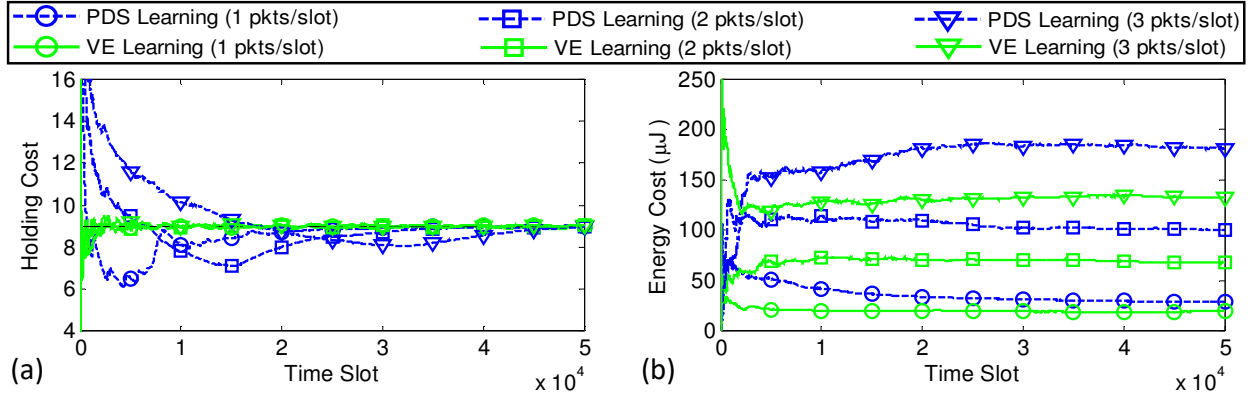 PDS Learning (1 pkts/slot) PDS Learning (2 pkts/slot) PDS Learning (3 pkts/slot)
VE Learning (1 pkts/slot) VE Learning (2 pkts/slot) VE Learning (3 pkts/slot)
16
14
12
10
8
6
4
Holding Cost
0 1 2 3 4 5
Time Slot
x 10^4
(a)
250
200
150
100
50
0
Energy Cost (μJ)
0 1 2 3 4 5
Time Slot
x 10^4
(b)